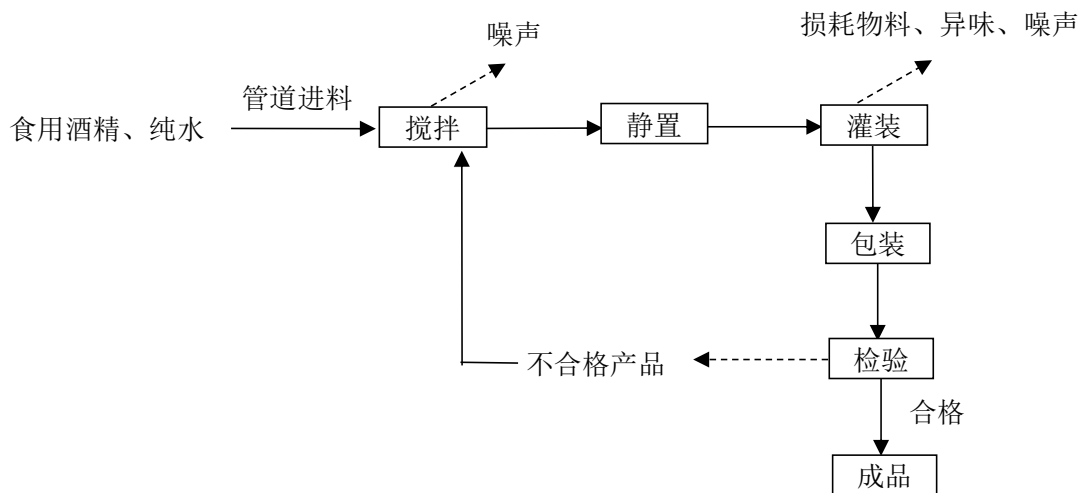 噪声
损耗物料、异味、噪声
管道进料
食用酒精、纯水
搅拌
静置
灌装
包装
不合格产品
检验
合格
成品